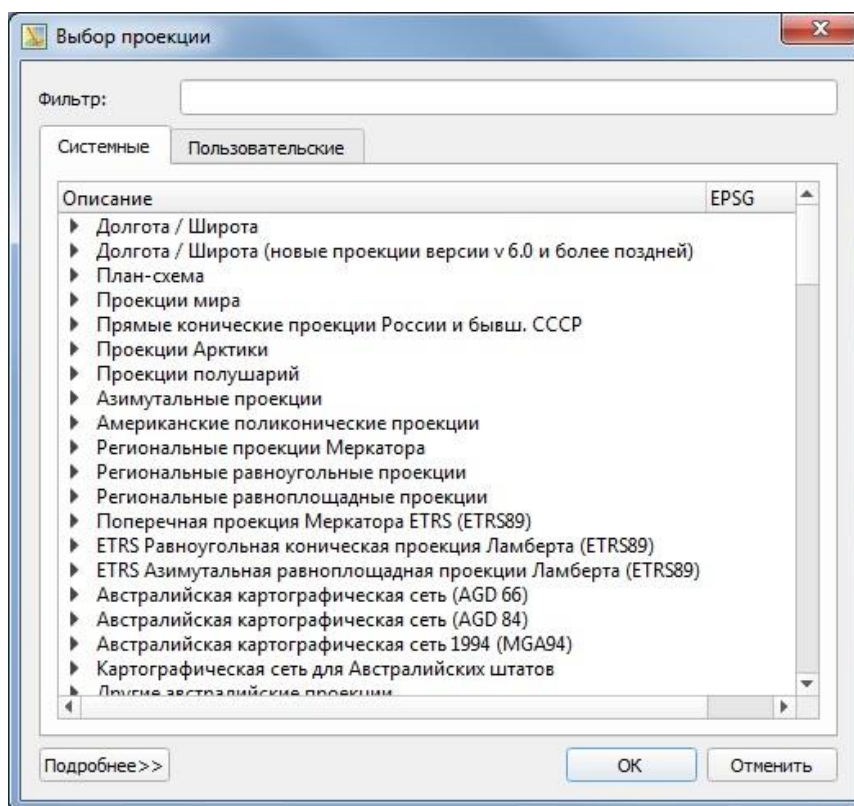 Выбор проекции
Фильтр:
Системные Пользовательские
Описание EPSG
Долгота / Широта
Долгота / Широта (новые проекции версии v 6.0 и более поздней)
План-схема
Проекции мира
Прямые конические проекции России и бывш. СССР
Проекции Арктики
Проекции полушарий
Азимутальные проекции
Американские поликонические проекции
Региональные проекции Меркатора
Региональные равноугольные проекции
Региональные равноплощадные проекции
Поперечная проекция Меркатора ETRS (ETRS89)
ETRS Равноугольная коническая проекция Ламберта (ETRS89)
ETRS Азимутальная равноплощадная проекции Ламберта (ETRS89)
Австралийская картографическая сеть (AGD 66)
Австралийская картографическая сеть (AGD 84)
Австралийская картографическая сеть 1994 (MGA94)
Картографическая сеть для Австралийских штатов
Другие австралийские проекции
Подробнее>> ОК Отменить